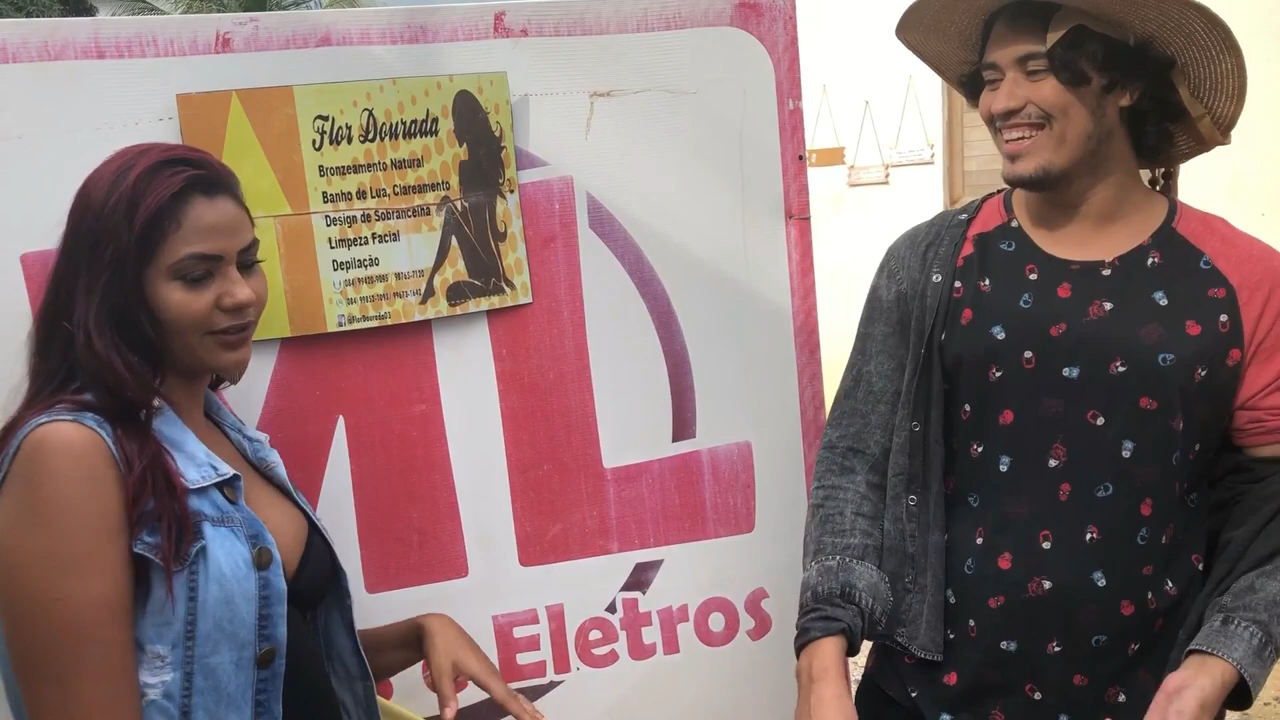 Flor Dourada
Bronzeamento Natural
Banho de Lua, Clareamento
Design de Sobrancelha
Limpeza Facial
Depilação
@FlorDourada03
ML
Eletros